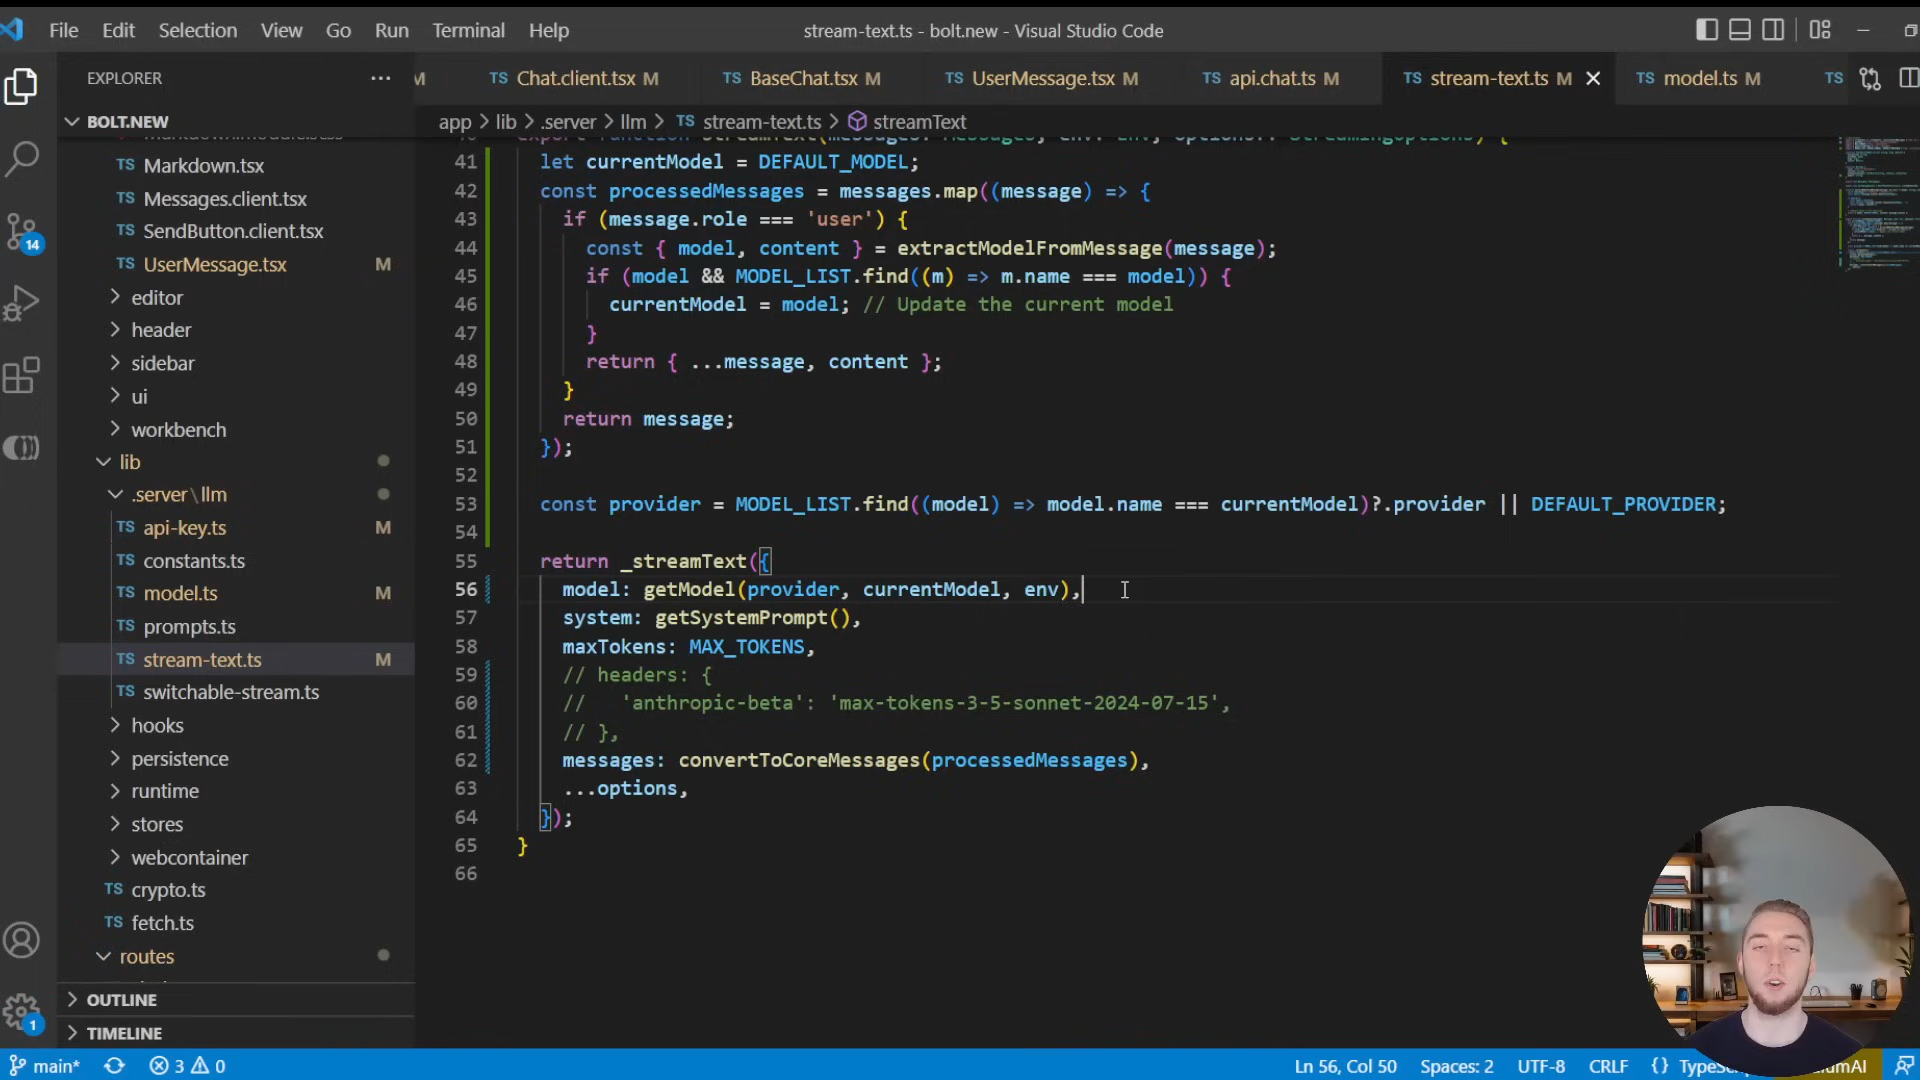 File Edit Selection View Go Run Terminal Help
stream-text.ts - bolt.new - Visual Studio Code
EXPLORER ...
M TS Chat.client.tsx M TS BaseChat.tsx M TS UserMessage.tsx M TS api.chat.ts M TS stream-text.ts M TS model.ts M TS
BOLT.NEW
app > lib > .server > llm > TS stream-text.ts > streamText
TS Markdown.tsx
TS Messages.client.tsx
TS SendButton.client.tsx
TS UserMessage.tsx M
editor
header
sidebar
ui
workbench
lib
.server\llm
TS api-key.ts M
TS constants.ts
TS model.ts M
TS prompts.ts
TS stream-text.ts M
TS switchable-stream.ts
hooks
persistence
runtime
stores
webcontainer
TS crypto.ts
TS fetch.ts
routes
OUTLINE
TIMELINE
14
1
41 let currentModel = DEFAULT_MODEL;
42 const processedMessages = messages.map((message) => {
43 if (message.role === 'user') {
44 const { model, content } = extractModelFromMessage(message);
45 if (model && MODEL_LIST.find((m) => m.name === model)) {
46 currentModel = model; // Update the current model
47 }
48 return { ...message, content };
49 }
50 return message;
51 });
52
53 const provider = MODEL_LIST.find((model) => model.name === currentModel)?.provider || DEFAULT_PROVIDER;
54
55 return _streamText({
56 model: getModel(provider, currentModel, env),
57 system: getSystemPrompt(),
58 maxTokens: MAX_TOKENS,
59 // headers: {
60 // 'anthropic-beta': 'max-tokens-3-5-sonnet-2024-07-15',
61 // },
62 messages: convertToCoreMessages(processedMessages),
63 ...options,
64 });
65 }
66
main* 3 0 Ln 56, Col 50 Spaces: 2 UTF-8 CRLF {}